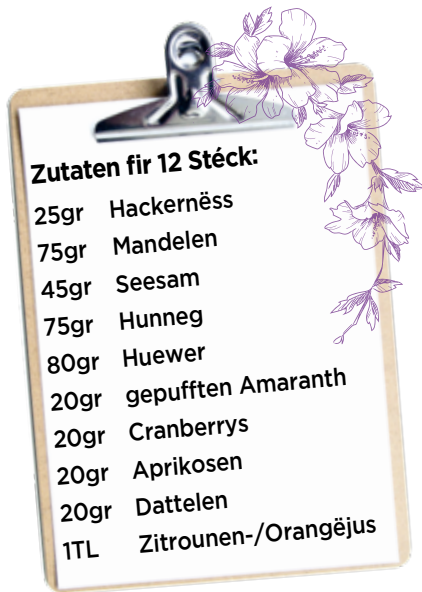 Zutaten fir 12 Stéck:
25gr Hackernëss
75gr Mandelen
45gr Seesam
75gr Hunneg
80gr Huewer
20gr gepufften Amaranth
20gr Cranberrys
20gr Aprikosen
20gr Dattelen
1TL Zitrounen-/Orangëjus